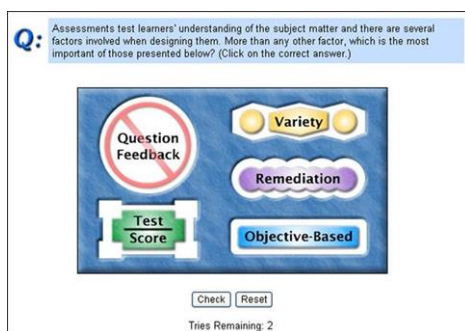 Q: Assessments test learners' understanding of the subject matter and there are several
factors involved when designing them. More than any other factor, which is the most
important of those presented below? (Click on the correct answer.)
Question
Feedback
Variety
Remediation
Test
Score
Objective-Based
Check Reset
Tries Remaining: 2